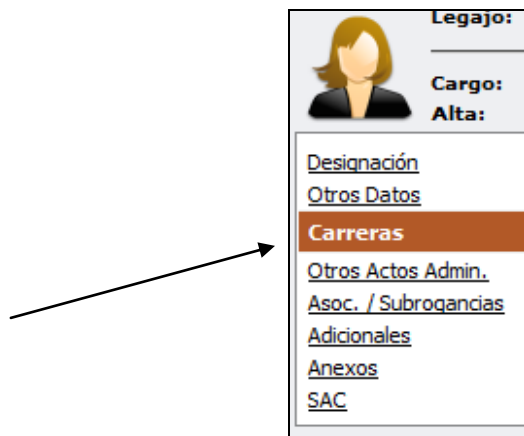 Legajo:
Cargo:
Alta:
Designación
Otros Datos
Carreras
Otros Actos Admin.
Asoc. / Subrogancias
Adicionales
Anexos
SAC